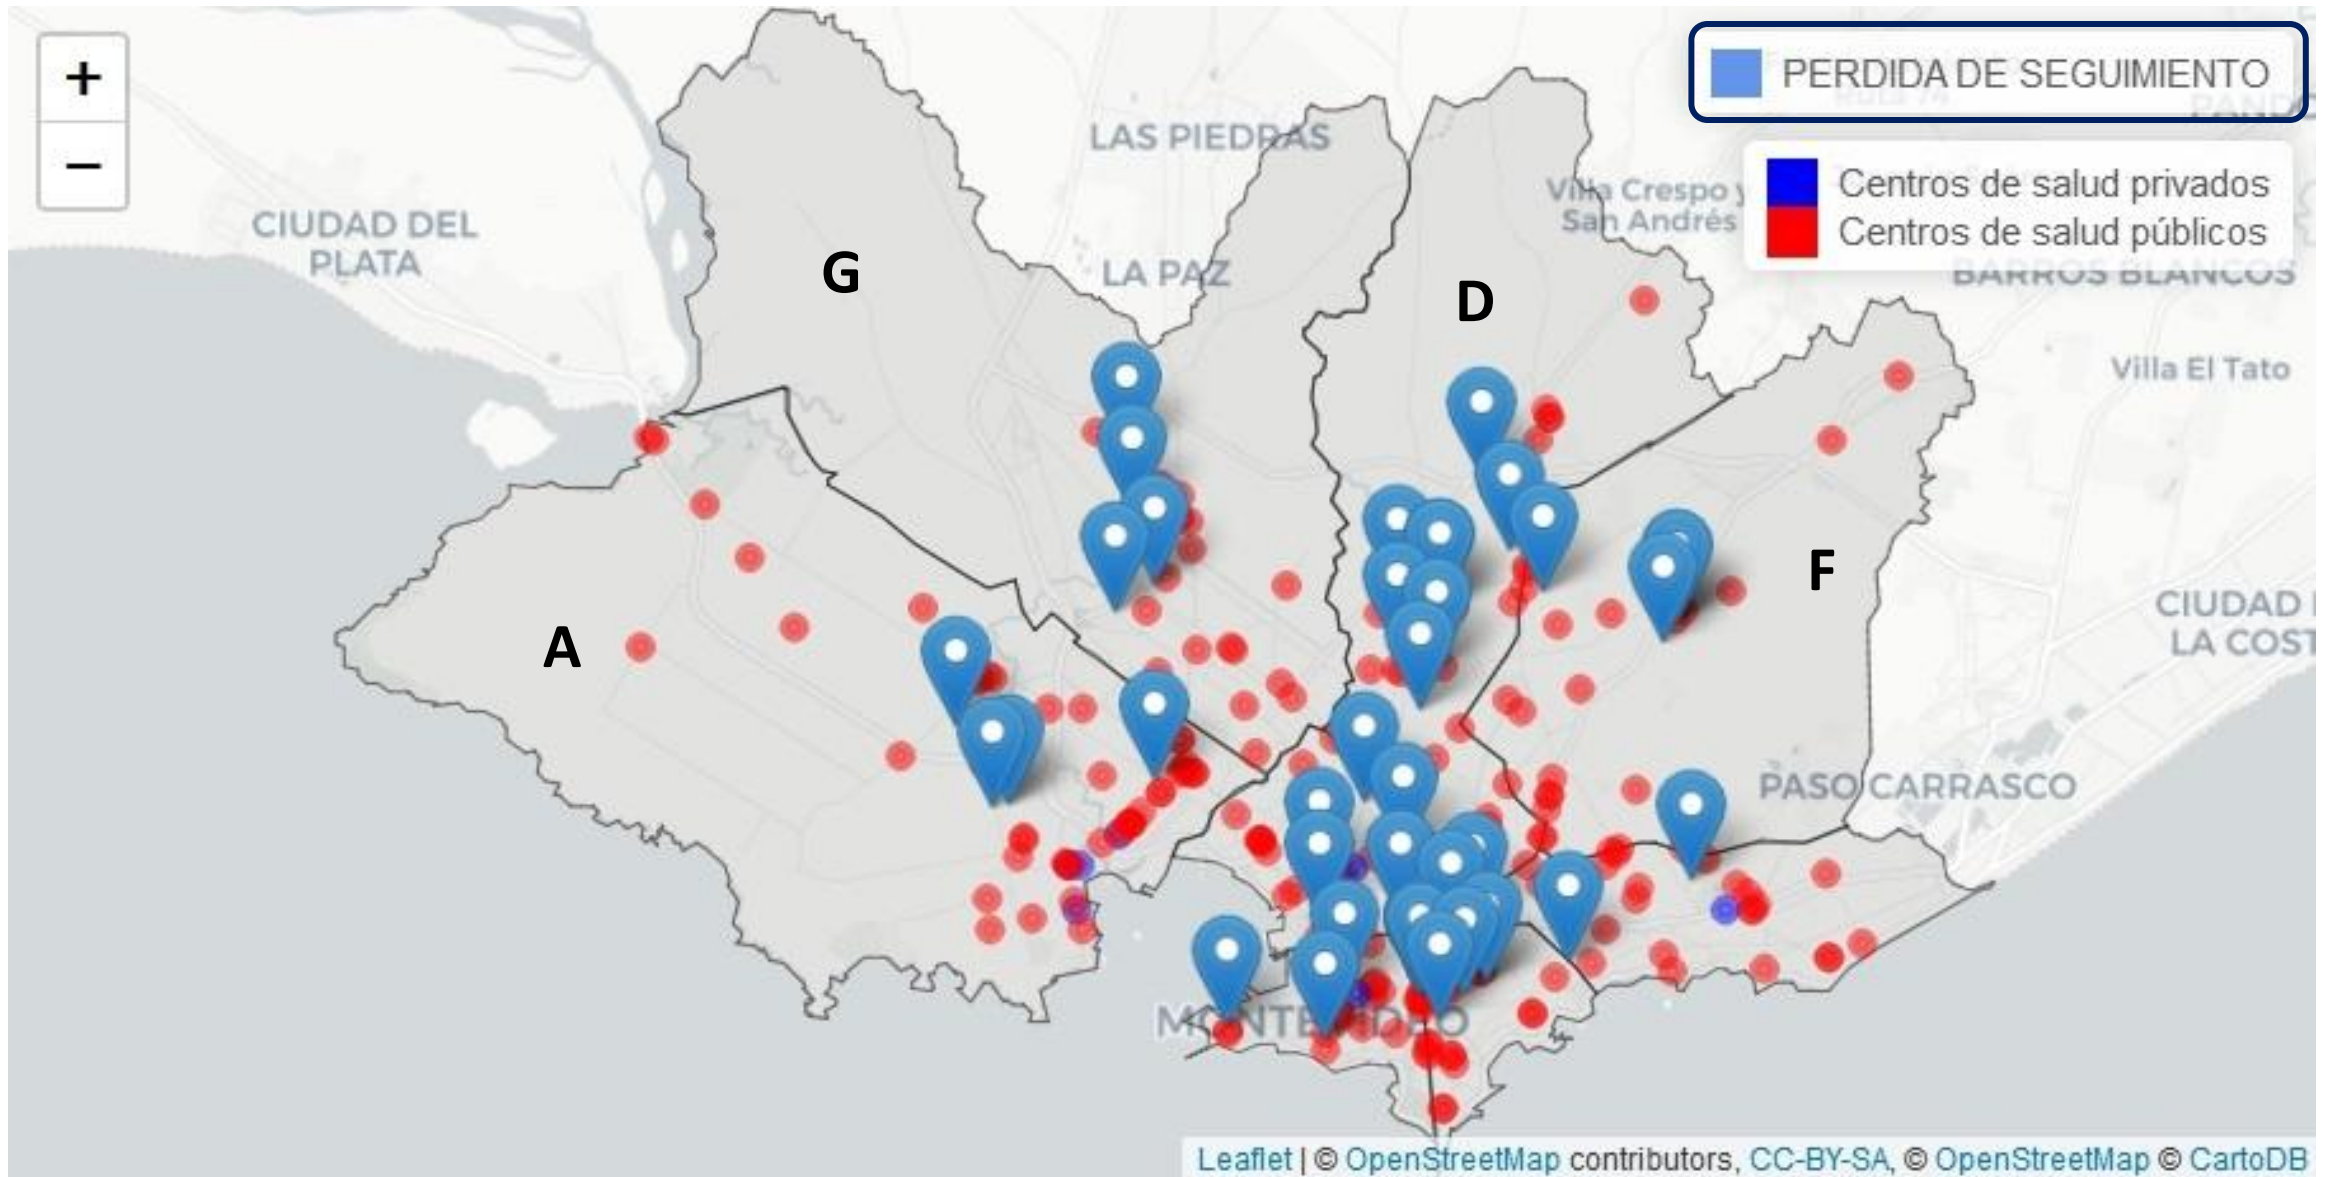 +
−
PERDIDA DE SEGUIMIENTO
Centros de salud privados
Centros de salud públicos
LAS PIEDRAS
Villa Crespo y
San Andrés
CIUDAD DEL
PLATA
G
LA PAZ
D
BARROS BLANCOS
Villa El Tato
F
A
CIUDAD
LA COST
PASO CARRASCO
MONTEVIDEO
Leaflet | © OpenStreetMap contributors, CC-BY-SA, © OpenStreetMap © CartoDB